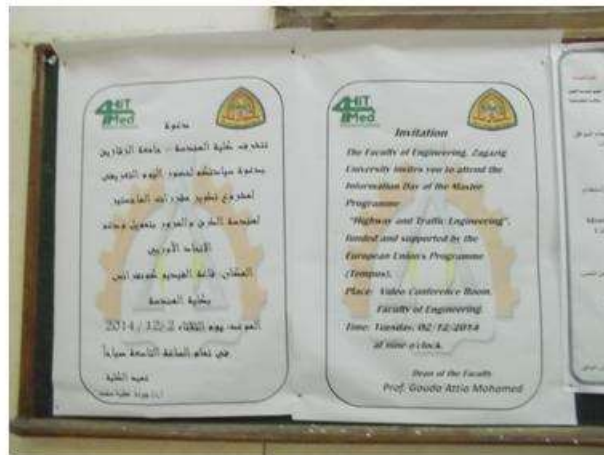 4HiT
Med
دعوة
تتشرف كلية الهندسة – جامعة الزقازيق
بدعوة سيادتكم لحضور اليوم التعريفي
لمشروع تطوير مقررات الماجستير
لهندسة الطرق والمرور بتمويل ودعم
الإتحاد الأوربي
المكان: قاعة الفيديو كونفرانس
بكلية الهندسة
الموعد: يوم الثلاثاء 2014/12/2
في تمام الساعة التاسعة صباحاً
عميد الكلية
4HiT
Med
Invitation
The Faculty of Engineering, Zagazig
University invites you to attend the
Information Day of the Master
Programme
"Highway and Traffic Engineering",
funded and supported by the
European Union's Programme
(Tempus).
Place: Video Conference Room,
Faculty of Engineering.
Time: Tuesday, 02/12/2014
at nine o'clock.
Dean of the Faculty
Prof. Gouda Attia Mohamed